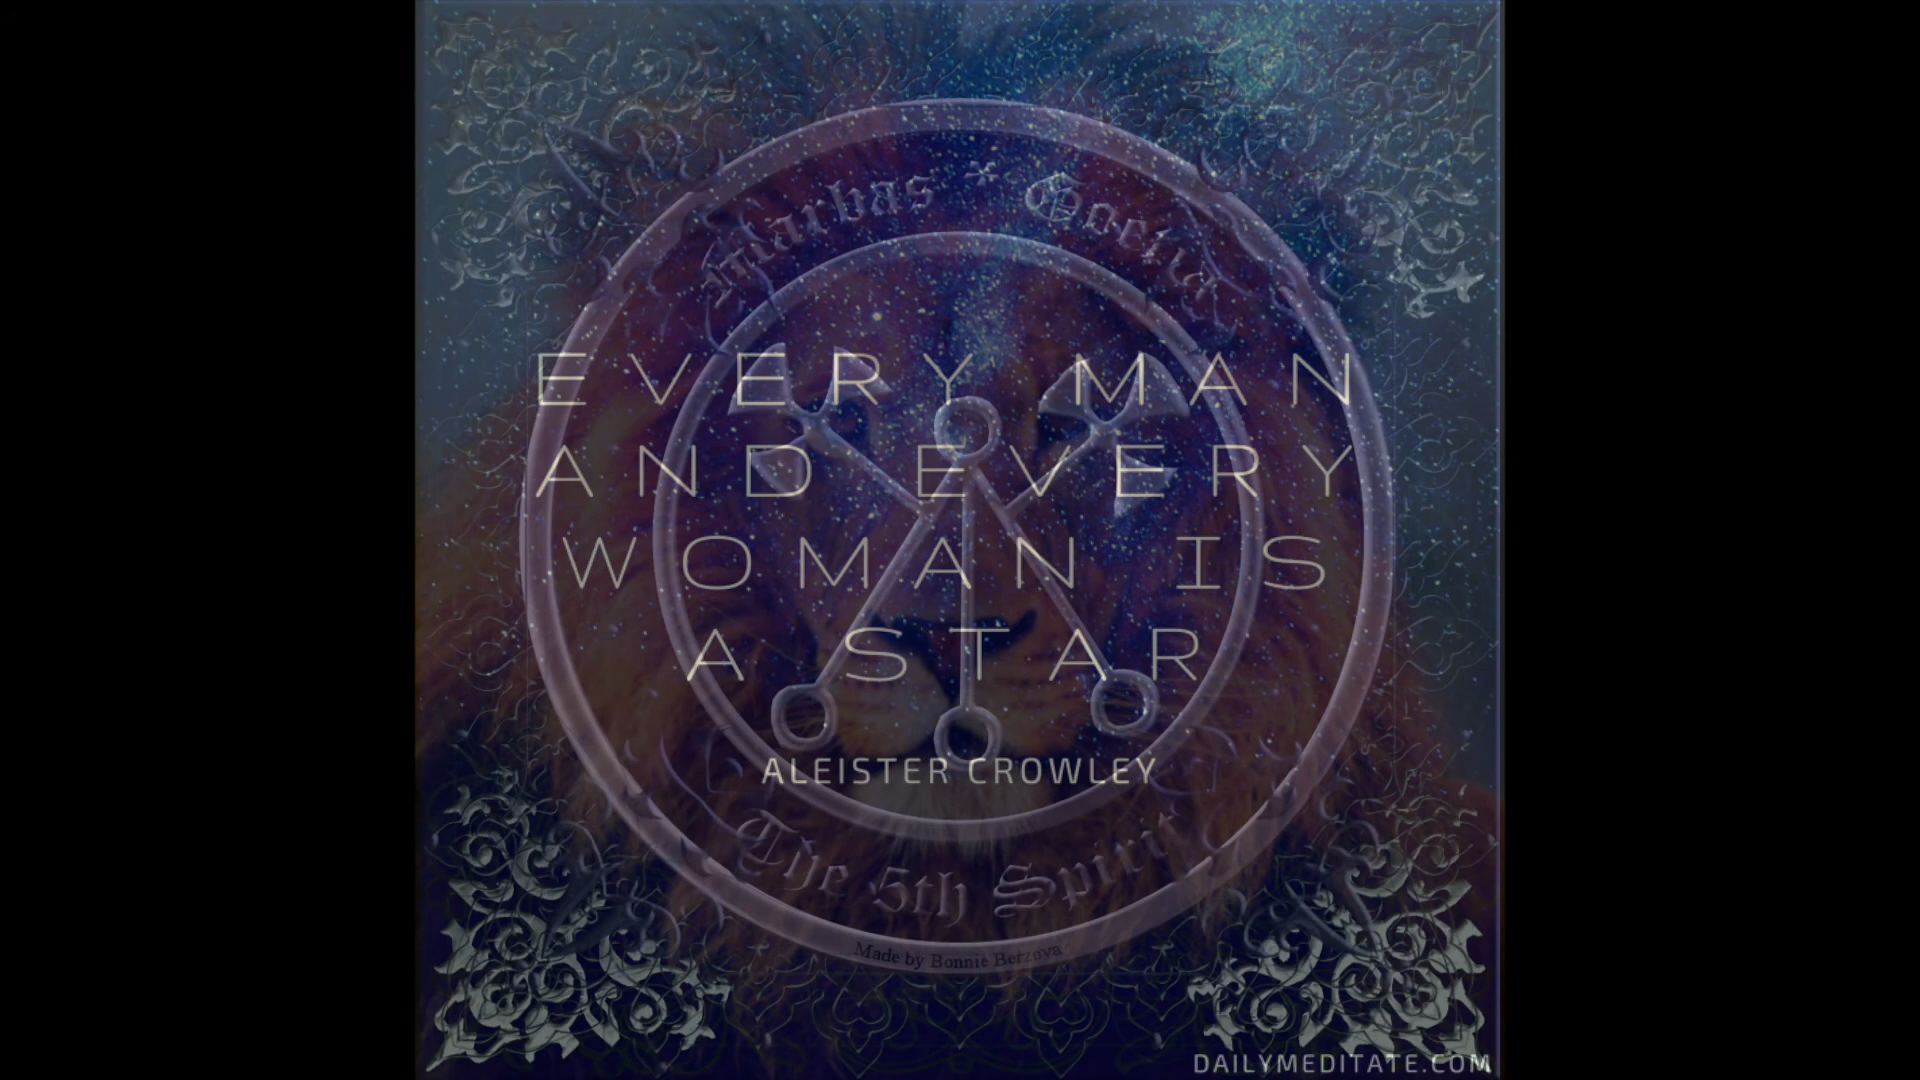 Marbas * Goetia
EVERY MAN
AND EVERY
WOMAN IS
A STAR
ALEISTER CROWLEY
The 5th Spirit
Made by Bonnie Berzova
DAILYMEDITATE.COM